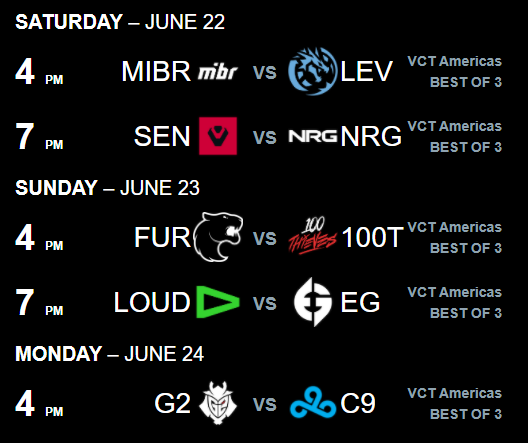 SATURDAY – JUNE 22
4 PM MIBR mibr VS LEV VCT Americas
BEST OF 3
7 PM SEN VS NRG NRG VCT Americas
BEST OF 3
SUNDAY – JUNE 23
4 PM FUR VS 100 THIEVES 100T VCT Americas
BEST OF 3
7 PM LOUD VS EG VCT Americas
BEST OF 3
MONDAY – JUNE 24
4 PM G2 VS C9 VCT Americas
BEST OF 3